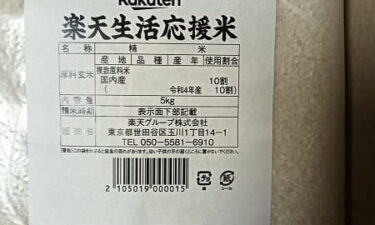 Rakuten
楽天生活応援米
名称 精米
原料玄米 産地 品種 産年 使用割合
複数原料米
国内産 10割
( 令和4年産 10割)
内容量 5kg
精米時期 表示面下部記載
販売者 楽天グループ株式会社
東京都世田谷区玉川1丁目14-1
TEL 050-5581-6910
2 105019 000015